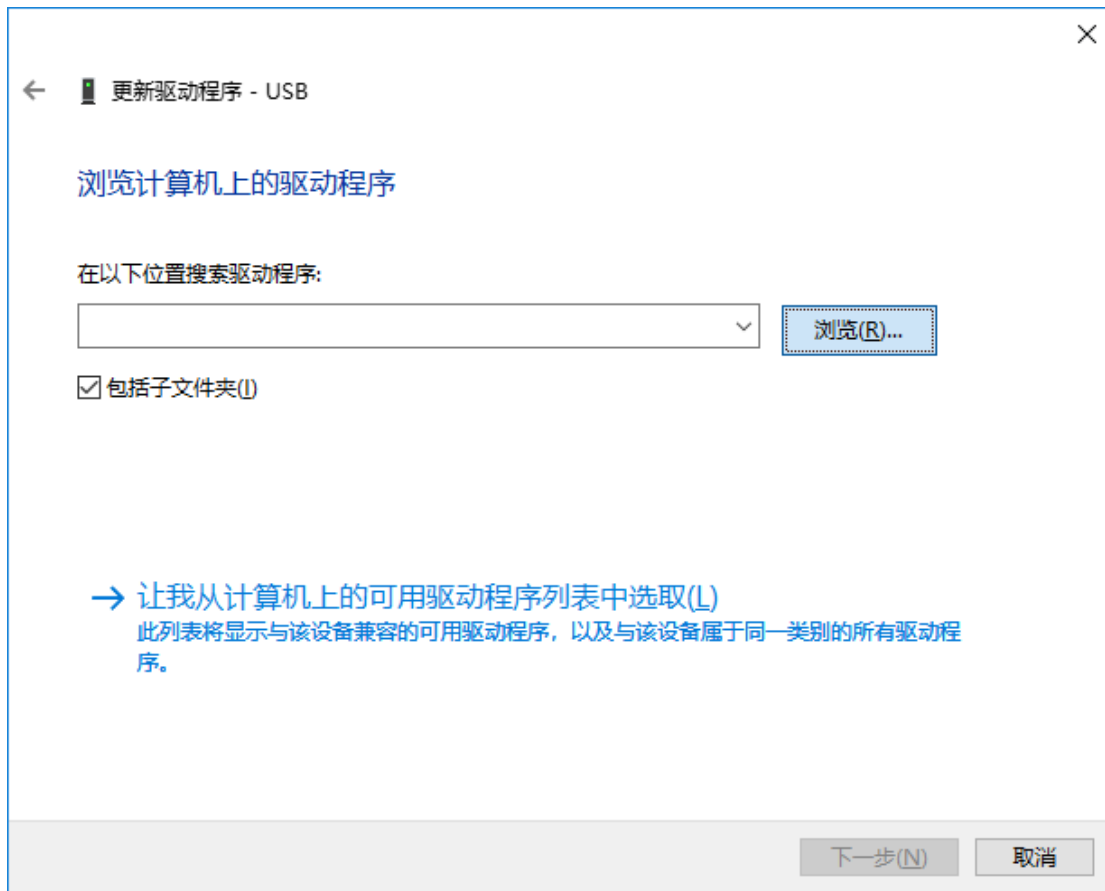 更新驱动程序 - USB
浏览计算机上的驱动程序
在以下位置搜索驱动程序:
浏览(R)...
包括子文件夹(I)
让我从计算机上的可用驱动程序列表中选取(L)
此列表将显示与该设备兼容的可用驱动程序，以及与该设备属于同一类别的所有驱动程
序。
下一步(N)
取消